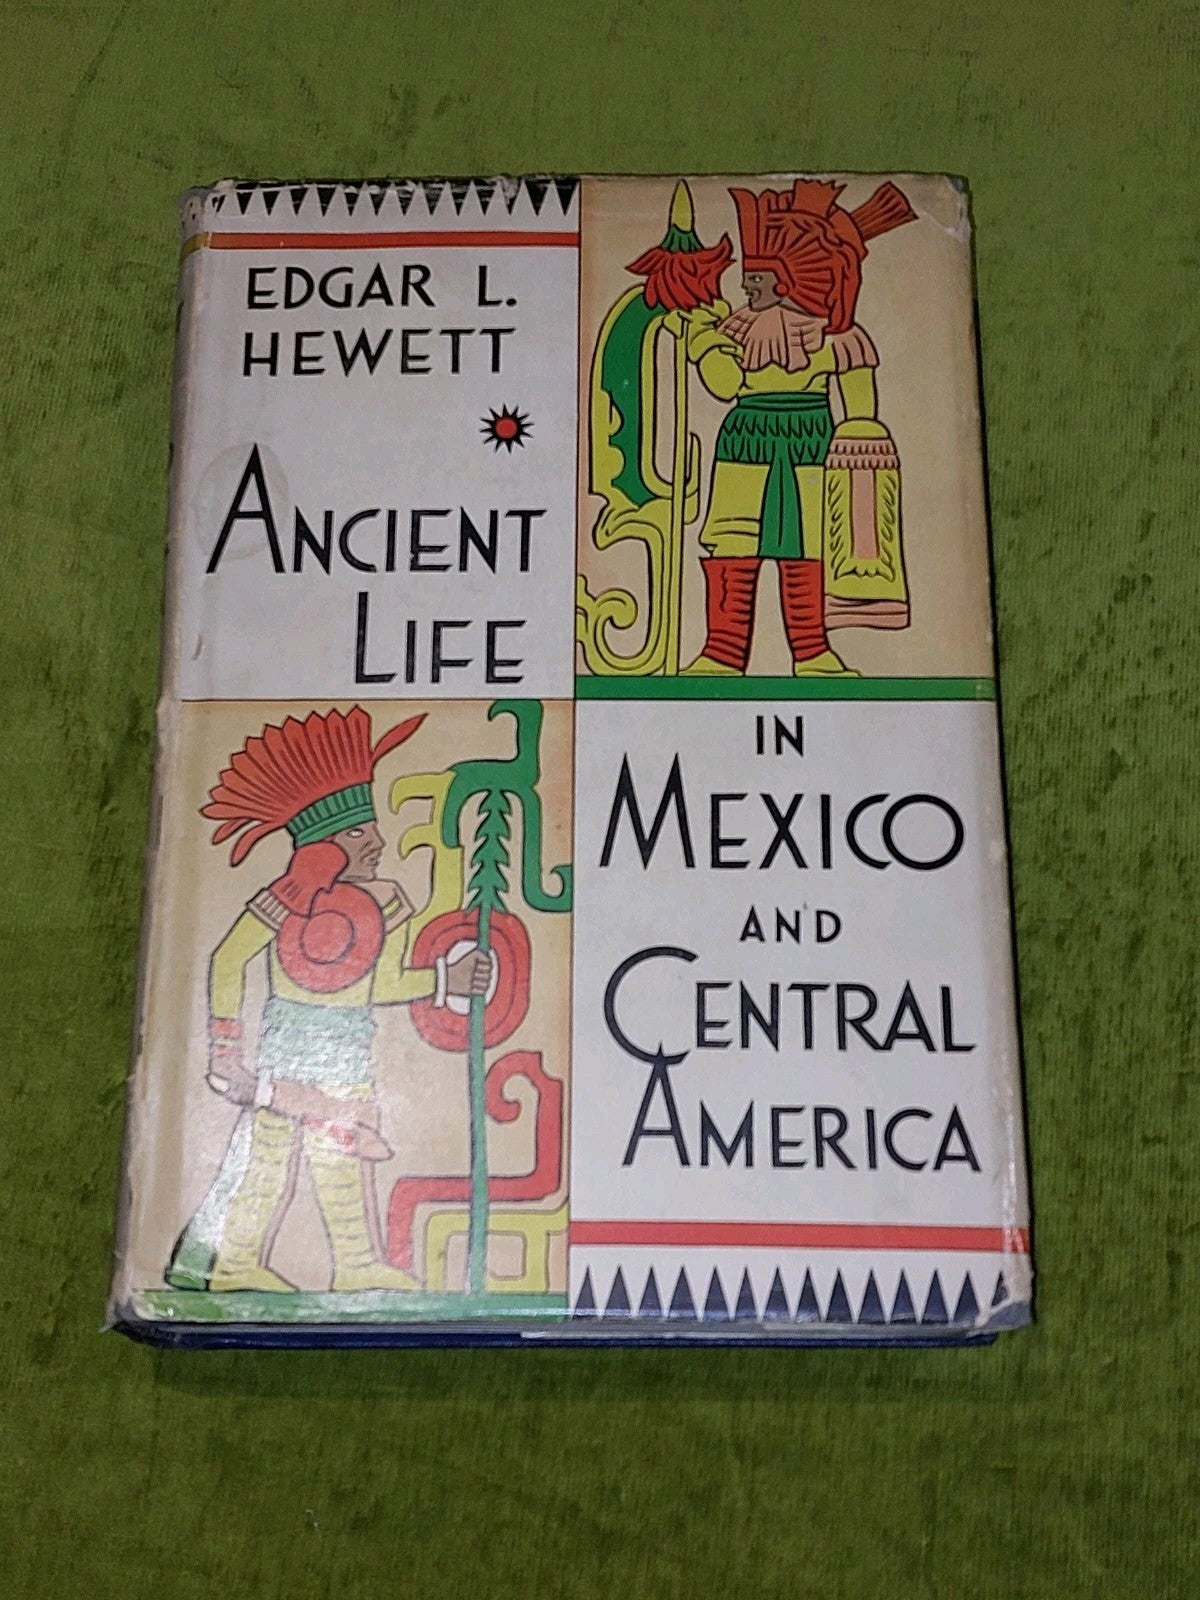 EDGAR L.
HEWETT
ANCIENT
LIFE
IN
MEXICO
AND
CENTRAL
AMERICA